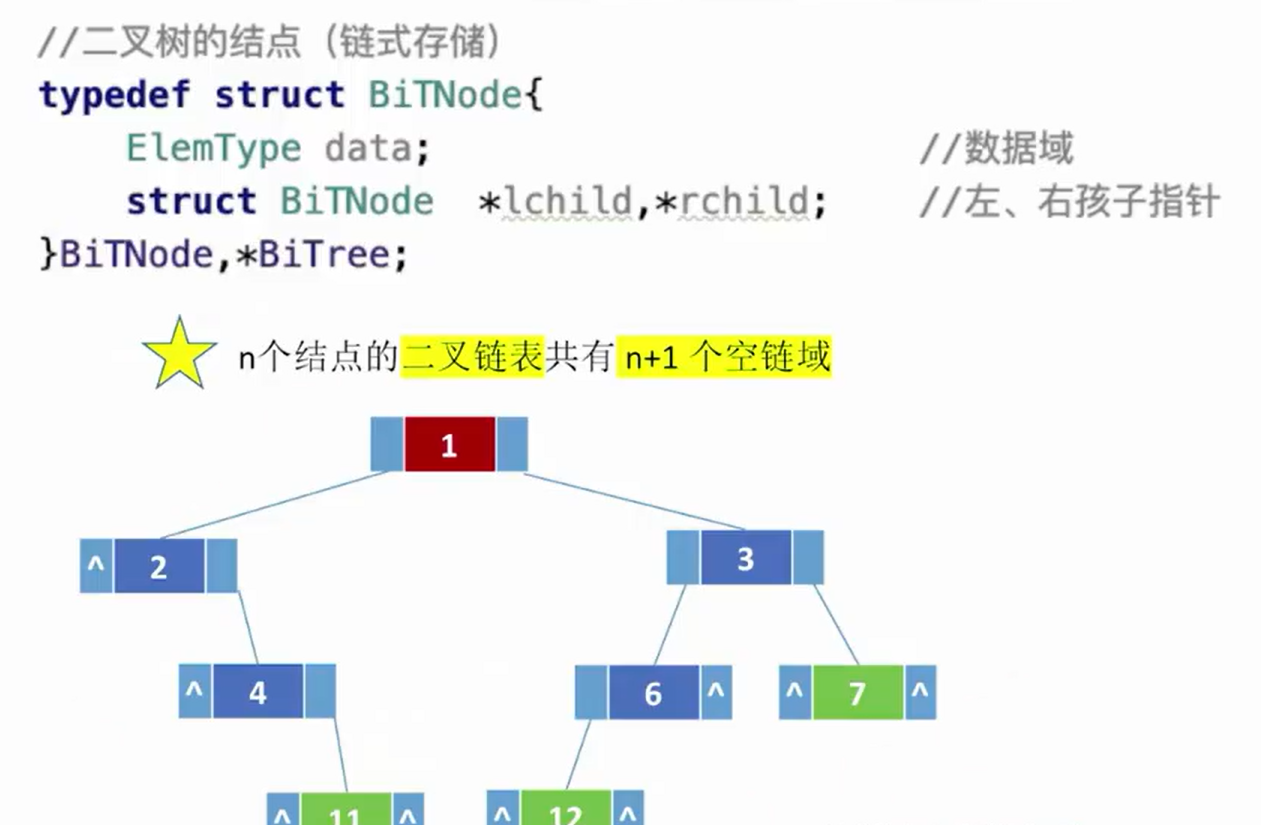 //二叉树的结点（链式存储）
typedef struct BiTNode{
ElemType data; //数据域
struct BiTNode *lchild,*rchild; //左、右孩子指针
}BiTNode,*BiTree;
n个结点的二叉链表共有 n+1 个空链域
1
^ 2 3
^ 4 6 ^ ^ 7 ^
^ 11 ^ ^ 12 ^